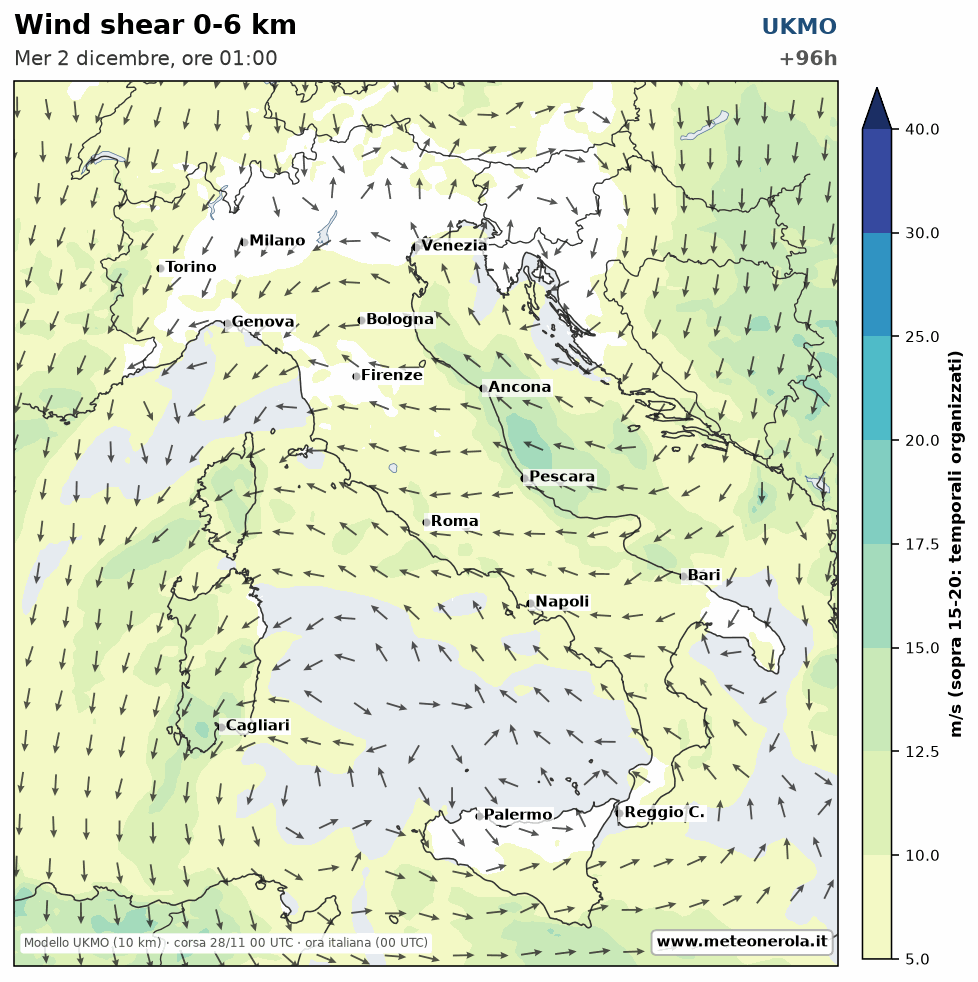 Wind shear 0-6 km
UKMO
Mer 2 dicembre, ore 01:00
+96h
40.0
30.0
25.0
20.0
17.5
15.0
12.5
10.0
5.0
m/s (sopra 15-20: temporali organizzati)
Milano
Venezia
Torino
Genova
Bologna
Firenze
Ancona
Pescara
Roma
Bari
Napoli
Cagliari
Palermo
Reggio C.
Modello UKMO (10 km) · corsa 28/11 00 UTC · ora italiana (00 UTC)
www.meteonerola.it